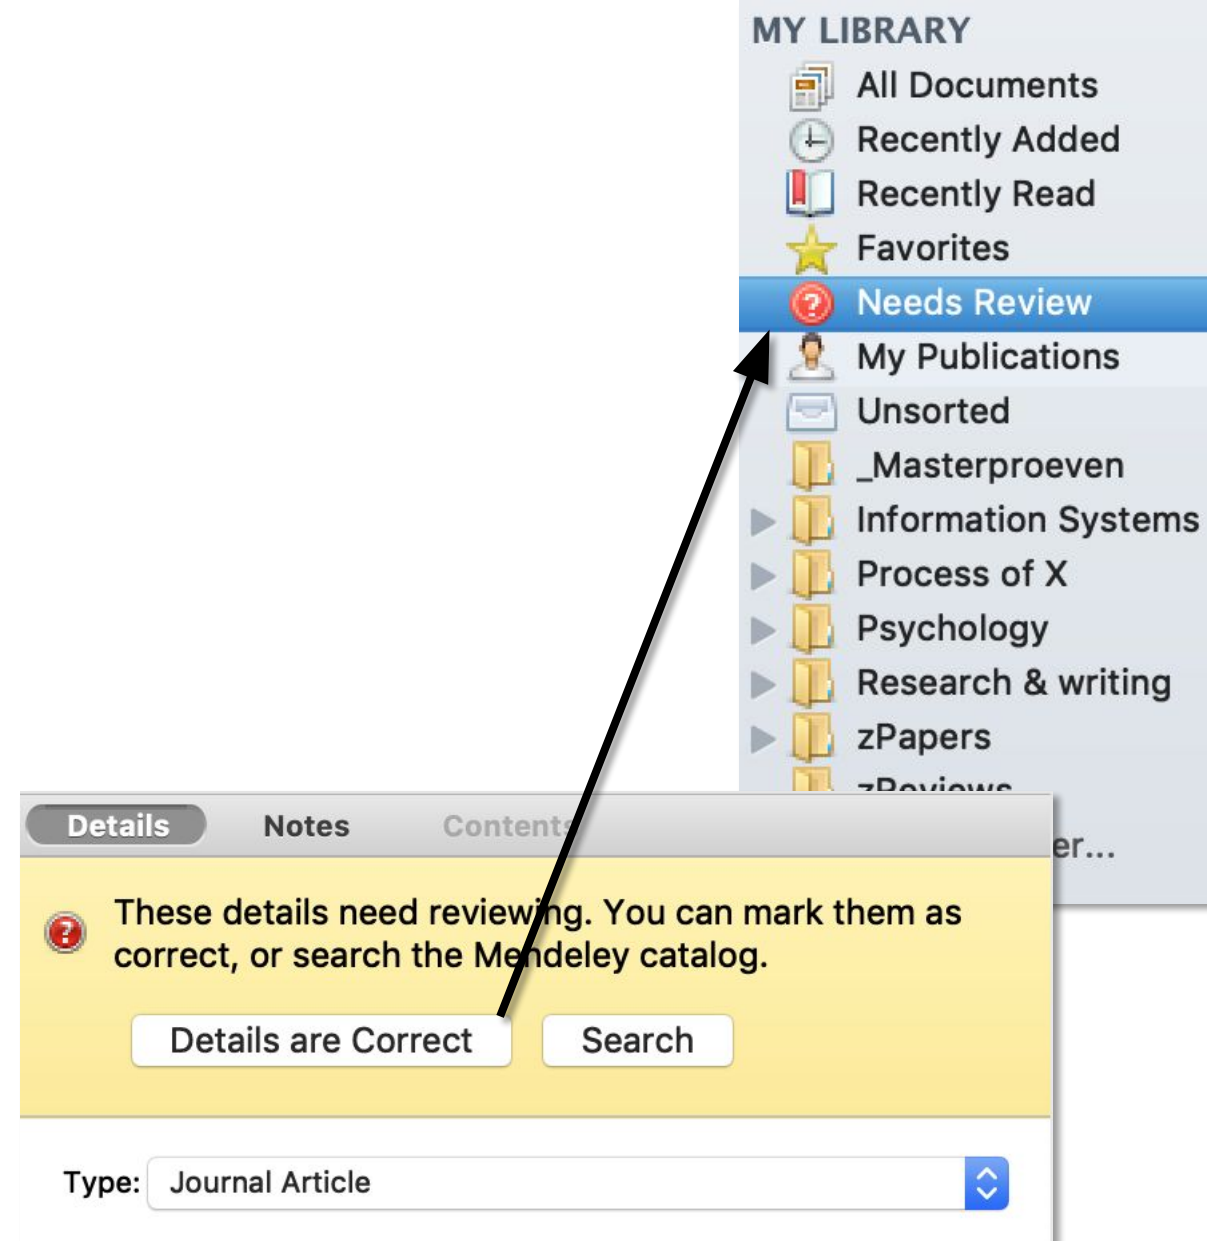 MY LIBRARY
All Documents
Recently Added
Recently Read
Favorites
Needs Review
My Publications
Unsorted
_Masterproeven
Information Systems
Process of X
Psychology
Research & writing
zPapers
zReviews
er...
Details Notes Contents
These details need reviewing. You can mark them as
correct, or search the Mendeley catalog.
Details are Correct Search
Type: Journal Article